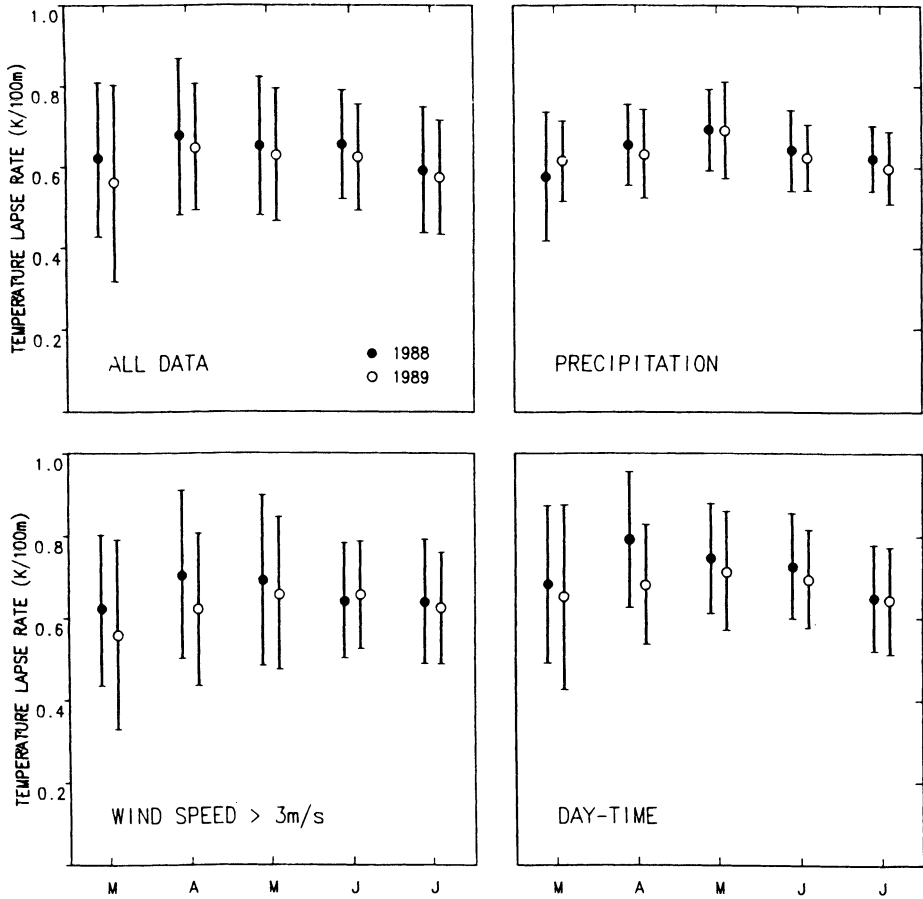 TEMPERATURE LAPSE RATE (K/100m)
1.0
0.8
0.6
0.4
0.2
ALL DATA
1988
1989
PRECIPITATION
TEMPERATURE LAPSE RATE (K/100m)
1.0
0.8
0.6
0.4
0.2
WIND SPEED > 3m/s
DAY-TIME
M A M J J
M A M J J